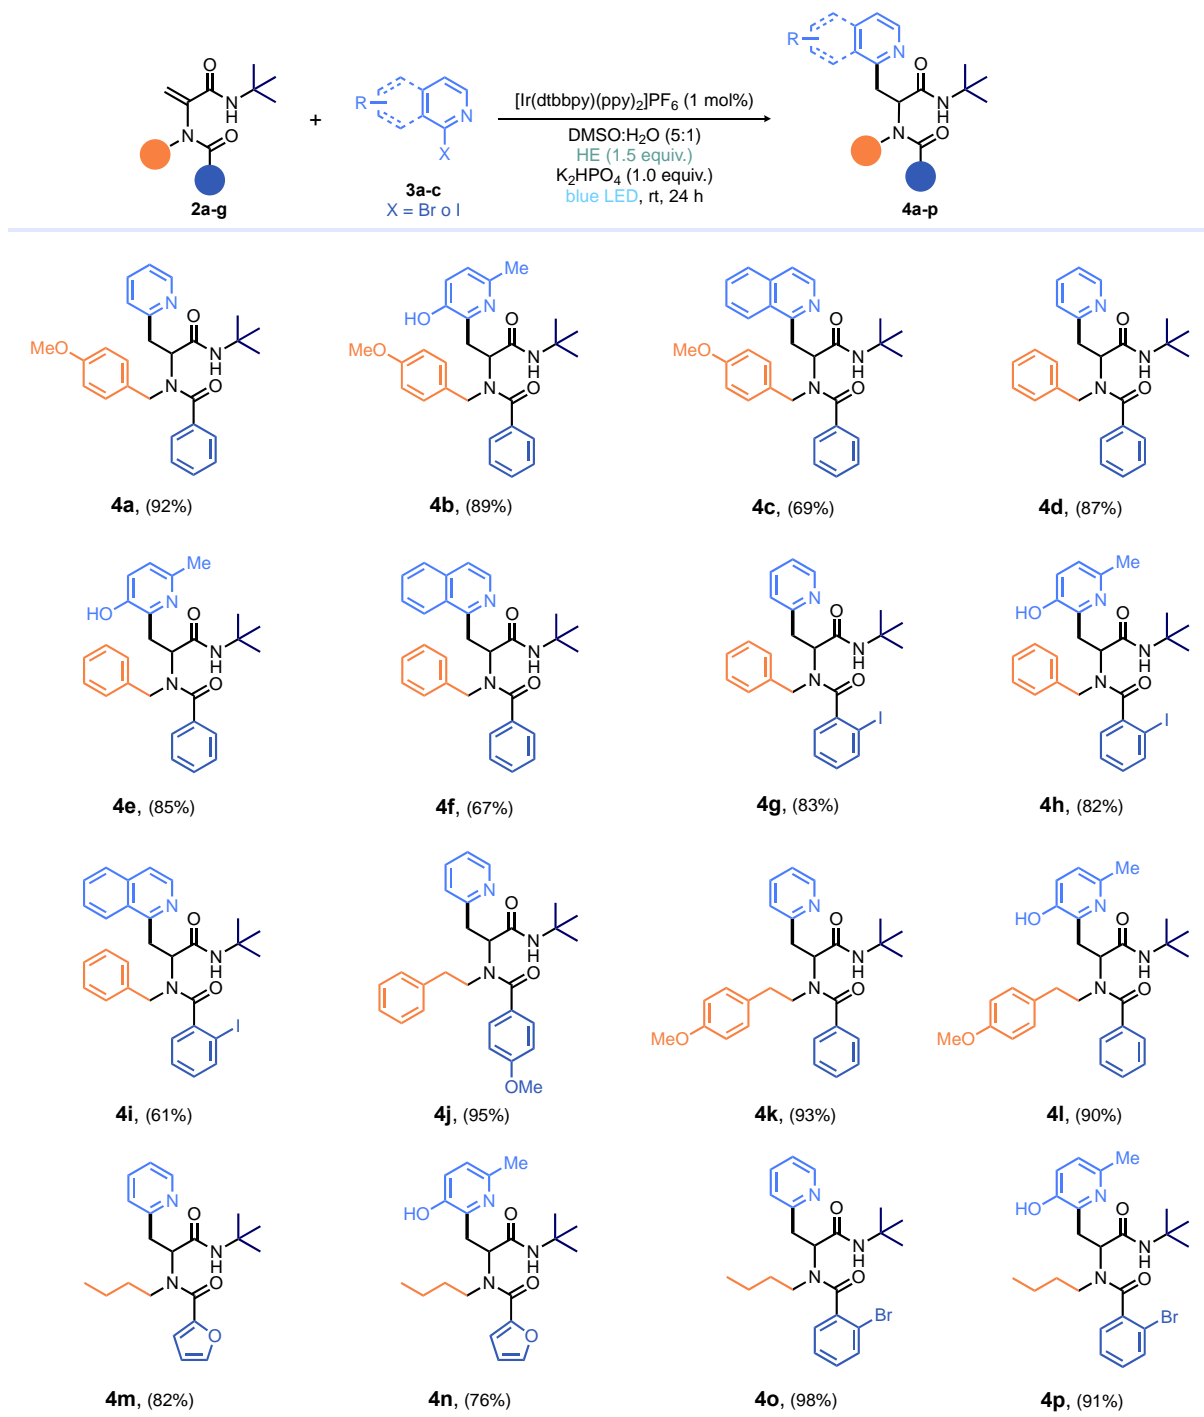 O
N
H
N
O
2a-g
+
R
N
X
3a-c
X = Br o I
[Ir(dtbbpy)(ppy)₂]PF₆ (1 mol%)
DMSO:H₂O (5:1)
HE (1.5 equiv.)
K₂HPO₄ (1.0 equiv.)
blue LED, rt, 24 h
R
N
O
N
H
N
O
4a-p
N
O
NH
MeO
N
O
4a, (92%)
Me
HO
N
O
N
H
MeO
N
O
4b, (89%)
N
O
N
H
MeO
N
O
4c, (69%)
N
O
N
H
N
O
4d, (87%)
Me
HO
N
O
N
H
N
O
4e, (85%)
N
O
N
H
N
O
4f, (67%)
N
O
N
H
N
O
I
4g, (83%)
Me
HO
N
O
N
H
N
O
I
4h, (82%)
N
O
N
H
N
O
I
4i, (61%)
N
O
N
H
N
O
OMe
4j, (95%)
N
O
N
H
N
O
MeO
4k, (93%)
Me
HO
N
O
N
H
N
O
MeO
4l, (90%)
N
O
N
H
N
O
O
4m, (82%)
Me
HO
N
O
N
H
N
O
O
4n, (76%)
N
O
N
H
N
O
Br
4o, (98%)
Me
HO
N
O
N
H
N
O
Br
4p, (91%)